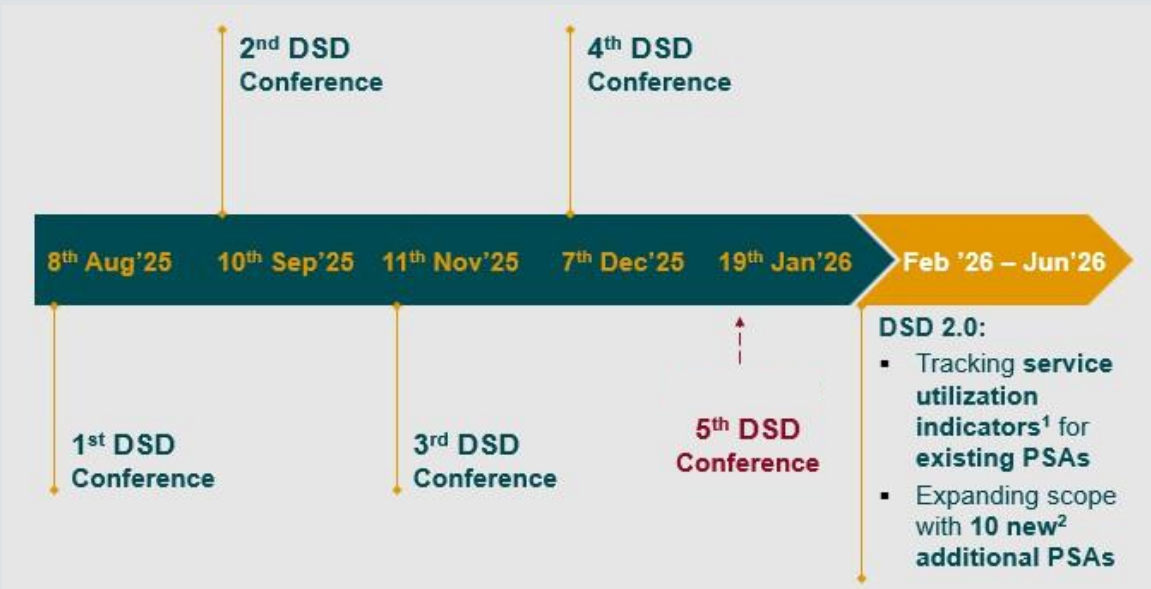 2nd DSD
Conference
4th DSD
Conference
8th Aug'25
10th Sep'25
11th Nov'25
7th Dec'25
19th Jan'26
Feb ’26 – Jun'26
1st DSD
Conference
3rd DSD
Conference
5th DSD
Conference
DSD 2.0:
▪ Tracking service
utilization
indicators1 for
existing PSAs
▪ Expanding scope
with 10 new2
additional PSAs